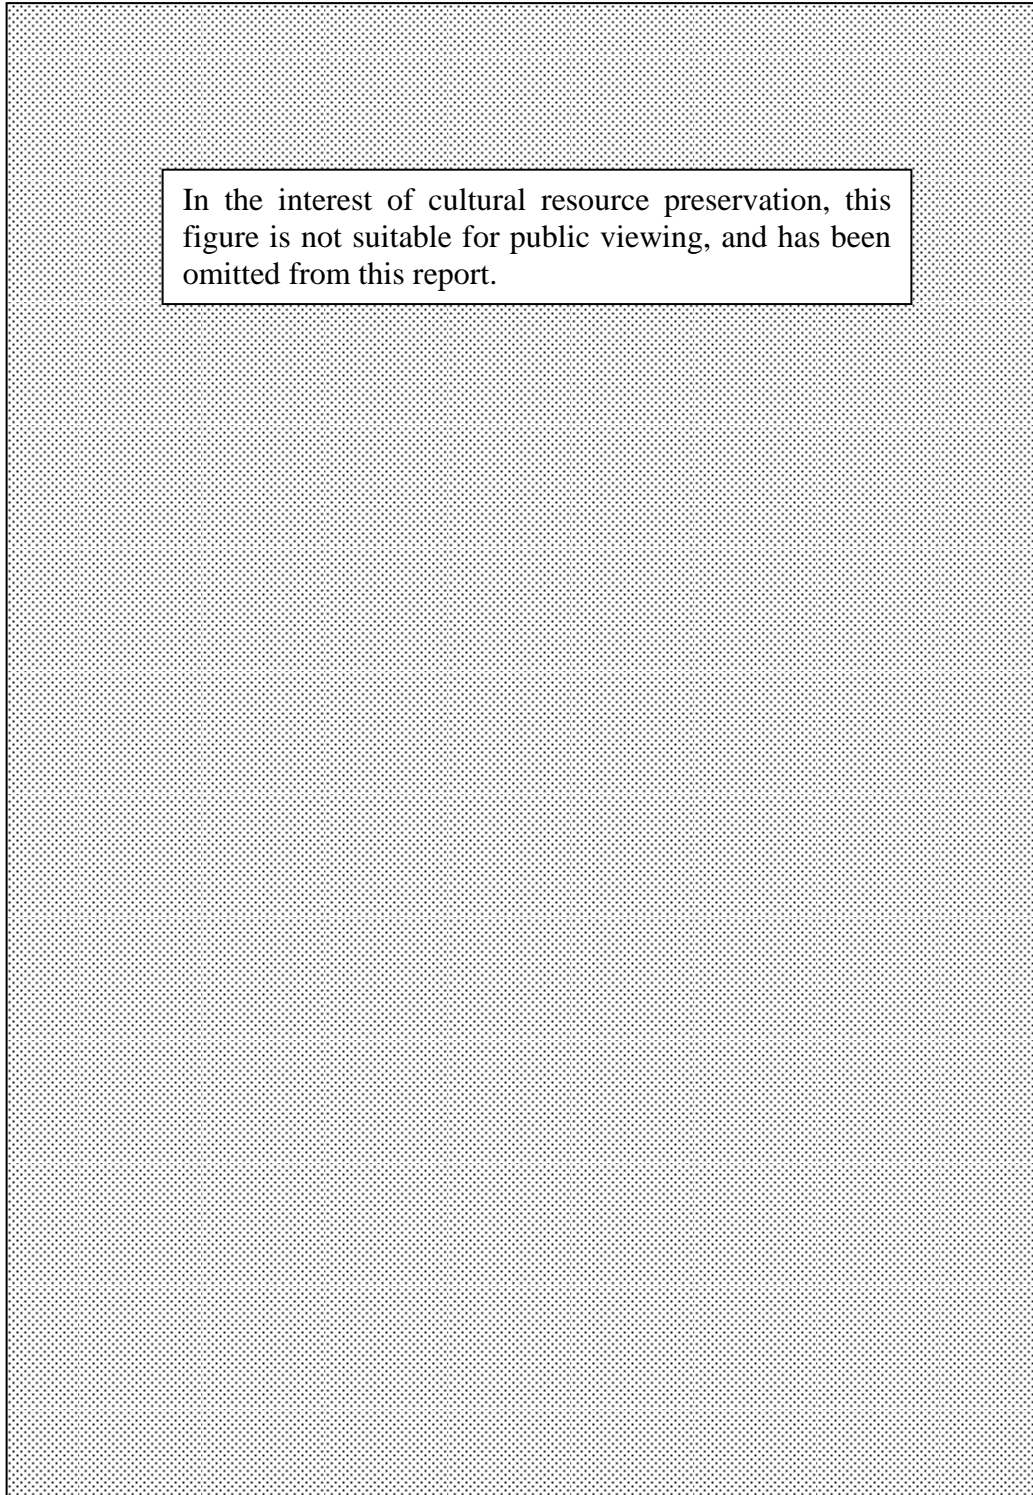 In the interest of cultural resource preservation, this
figure is not suitable for public viewing, and has been
omitted from this report.